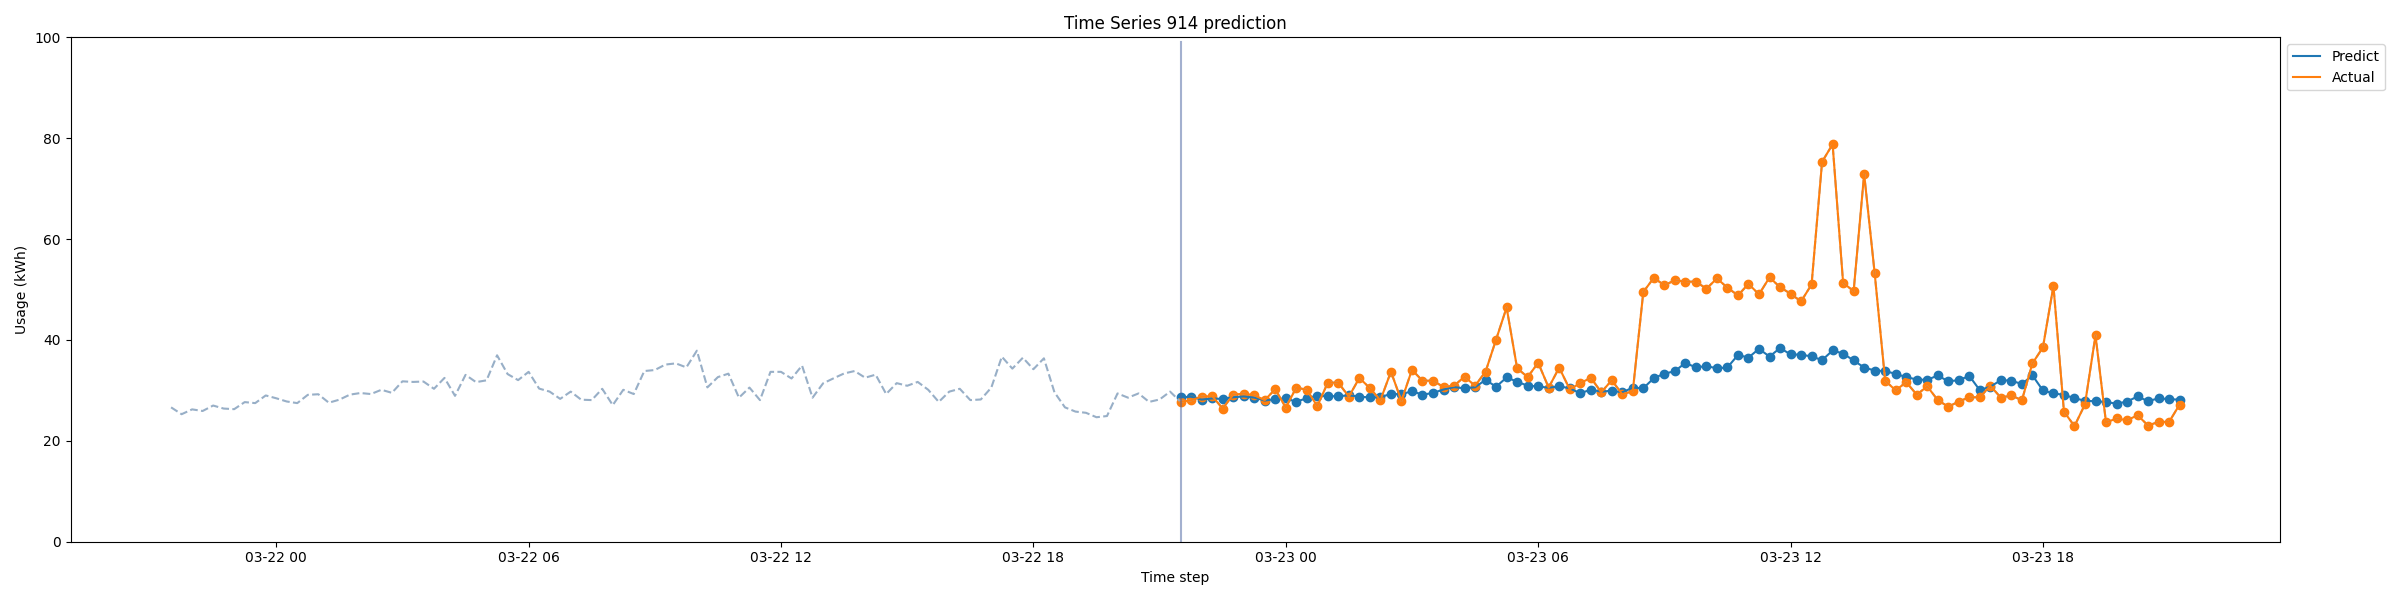 Time Series 914 prediction
Predict
Actual
100
80
60
40
20
0
Usage (kWh)
03-22 00
03-22 06
03-22 12
03-22 18
03-23 00
03-23 06
03-23 12
03-23 18
Time step